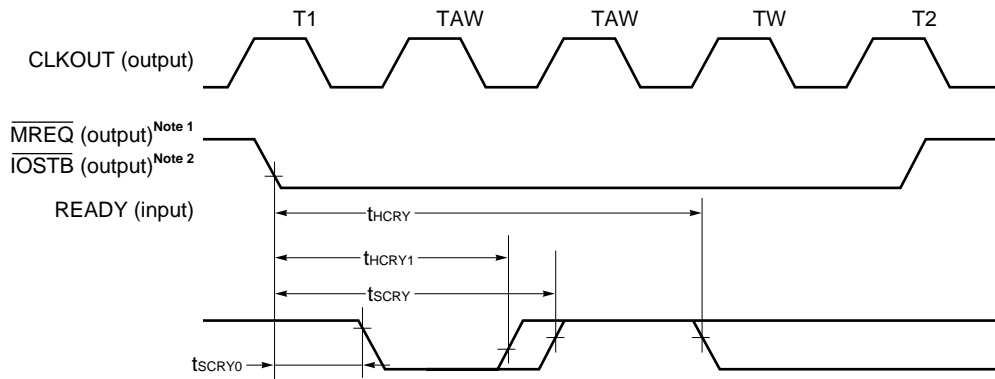 T1 TAW TAW TW T2
CLKOUT (output)
MREQ (output)Note 1
IOSTB (output)Note 2
READY (input)
tHCRY
tHCRY1
tSCRY
tSCRY0